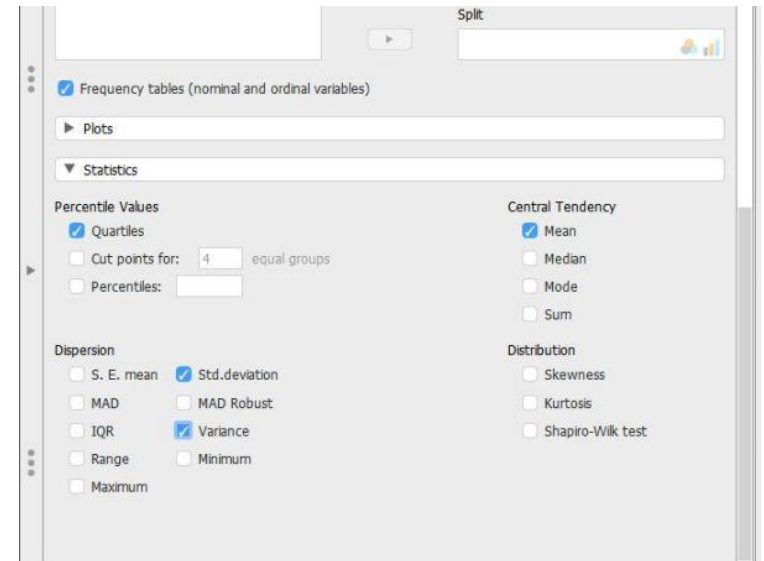 Split
Frequency tables (nominal and ordinal variables)
Plots
Statistics
Percentile Values
Quartiles
Cut points for: 4 equal groups
Percentiles:
Central Tendency
Mean
Median
Mode
Sum
Dispersion
S. E. mean Std.deviation
MAD MAD Robust
IQR Variance
Range Minimum
Maximum
Distribution
Skewness
Kurtosis
Shapiro-Wilk test